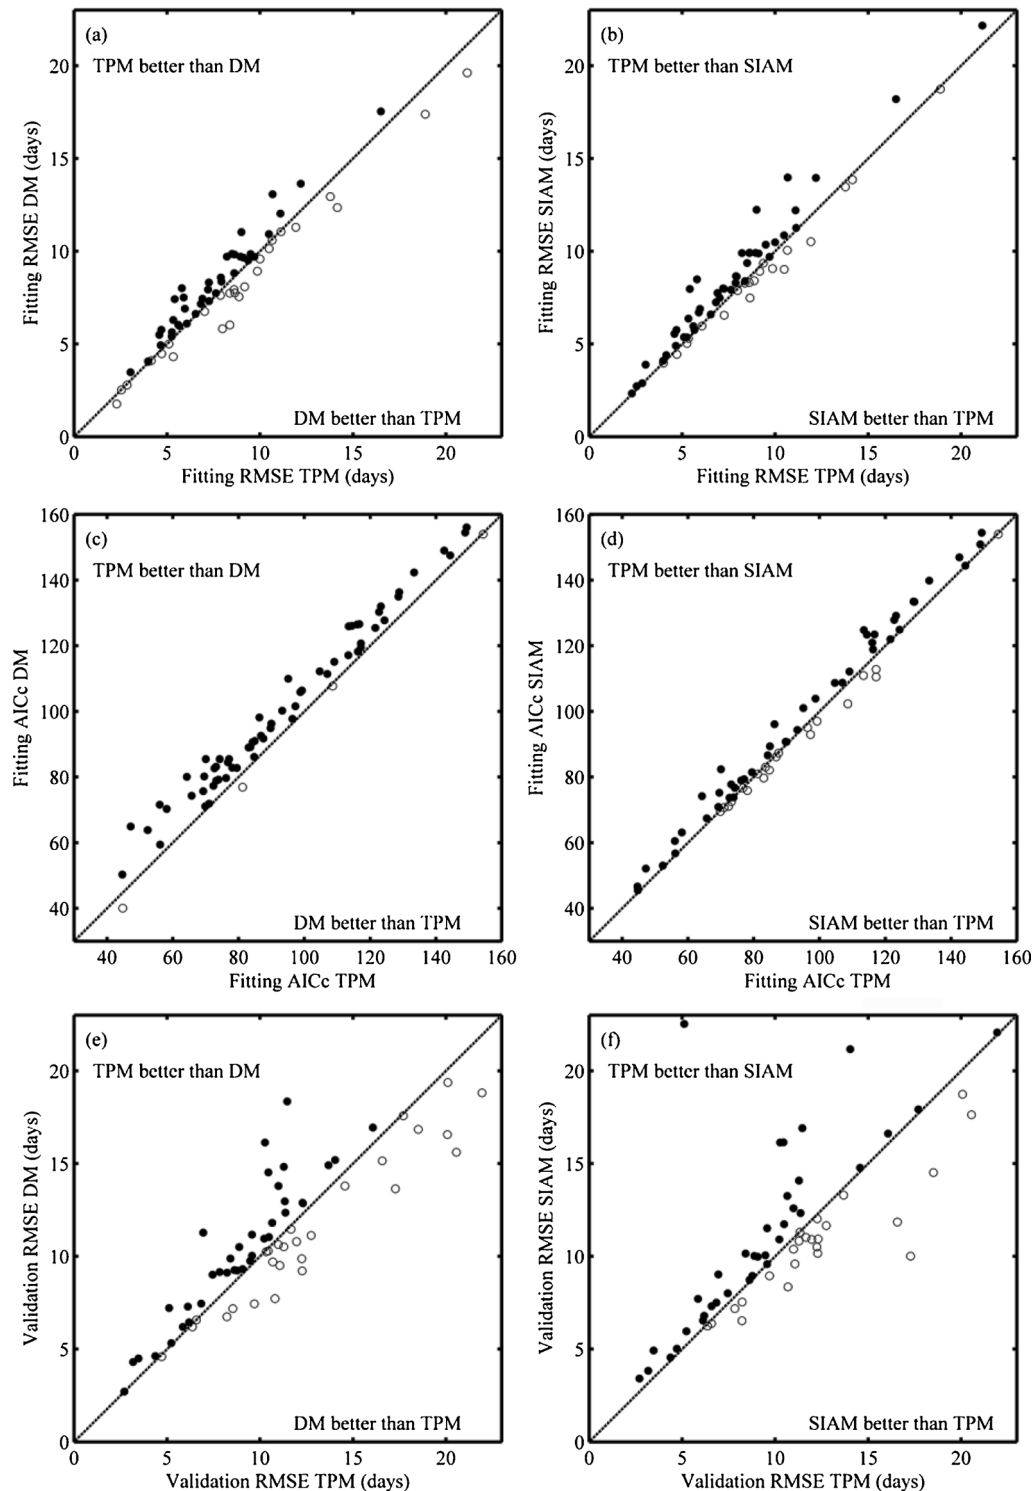 (a)
TPM better than DM
20
15
10
5
0
0 5 10 15 20
Fitting RMSE DM (days)
Fitting RMSE TPM (days)
DM better than TPM
(b)
TPM better than SIAM
20
15
10
5
0
0 5 10 15 20
Fitting RMSE SIAM (days)
Fitting RMSE TPM (days)
SIAM better than TPM
(c)
TPM better than DM
160
140
120
100
80
60
40
40 60 80 100 120 140 160
Fitting AICc DM
Fitting AICc TPM
DM better than TPM
(d)
TPM better than SIAM
160
140
120
100
80
60
40
40 60 80 100 120 140 160
Fitting AICc SIAM
Fitting AICc TPM
SIAM better than TPM
(e)
TPM better than DM
20
15
10
5
0
0 5 10 15 20
Validation RMSE DM (days)
Validation RMSE TPM (days)
DM better than TPM
(f)
TPM better than SIAM
20
15
10
5
0
0 5 10 15 20
Validation RMSE SIAM (days)
Validation RMSE TPM (days)
SIAM better than TPM